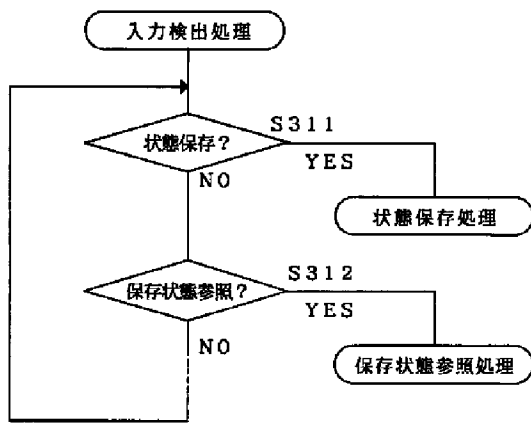 入力検出処理
S311
状態保存?
YES
NO
状態保存処理
S312
保存状態参照?
YES
NO
保存状態参照処理